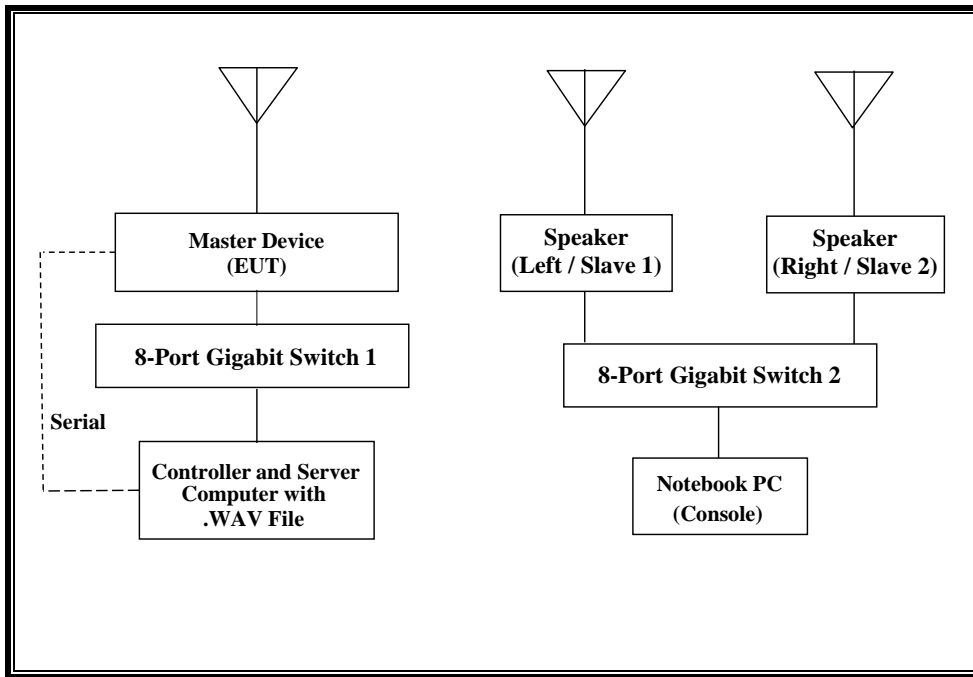 Master Device
(EUT)
8-Port Gigabit Switch 1
Serial
Controller and Server
Computer with
.WAV File
Speaker
(Left / Slave 1)
Speaker
(Right / Slave 2)
8-Port Gigabit Switch 2
Notebook PC
(Console)